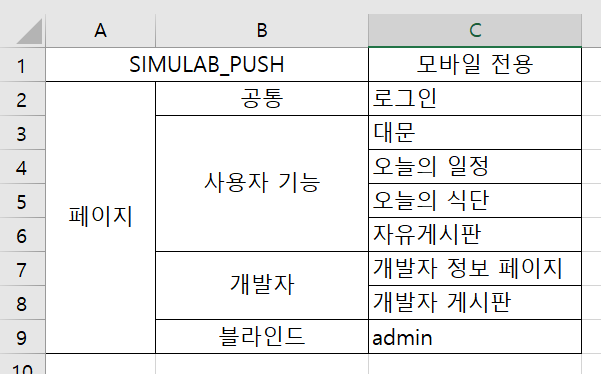 A B C
1 SIMULAB_PUSH 모바일 전용
2 공통 로그인
3 대문
4 사용자 기능 오늘의 일정
5 오늘의 식단
6 페이지 자유게시판
7 개발자 개발자 정보 페이지
8 개발자 게시판
9 블라인드 admin
10